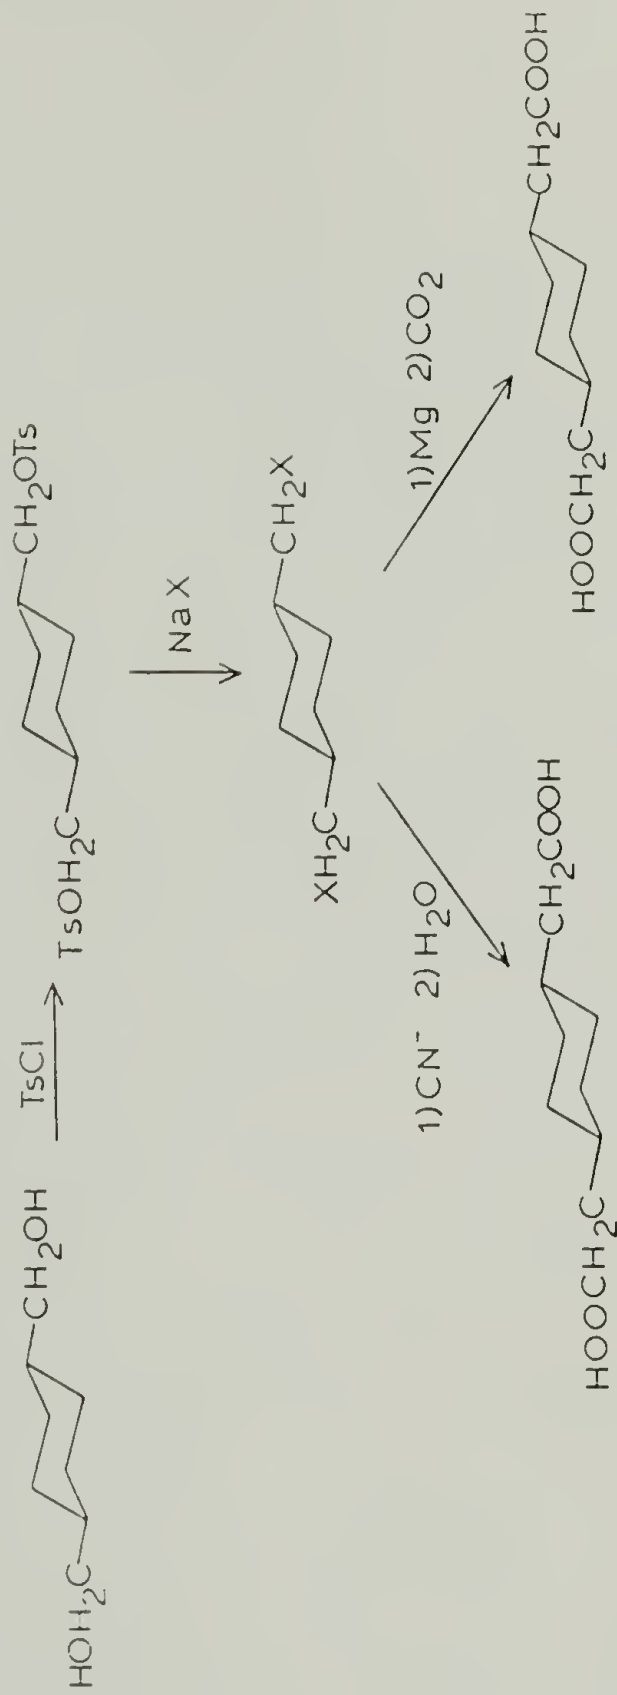 HOH2C CH2OH
TsCl
TsOH2C CH2OTs
NaX
XH2C CH2X
1)CN- 2)H2O
1)Mg 2)CO2
HOOCH2C CH2COOH
HOOCH2C CH2COOH